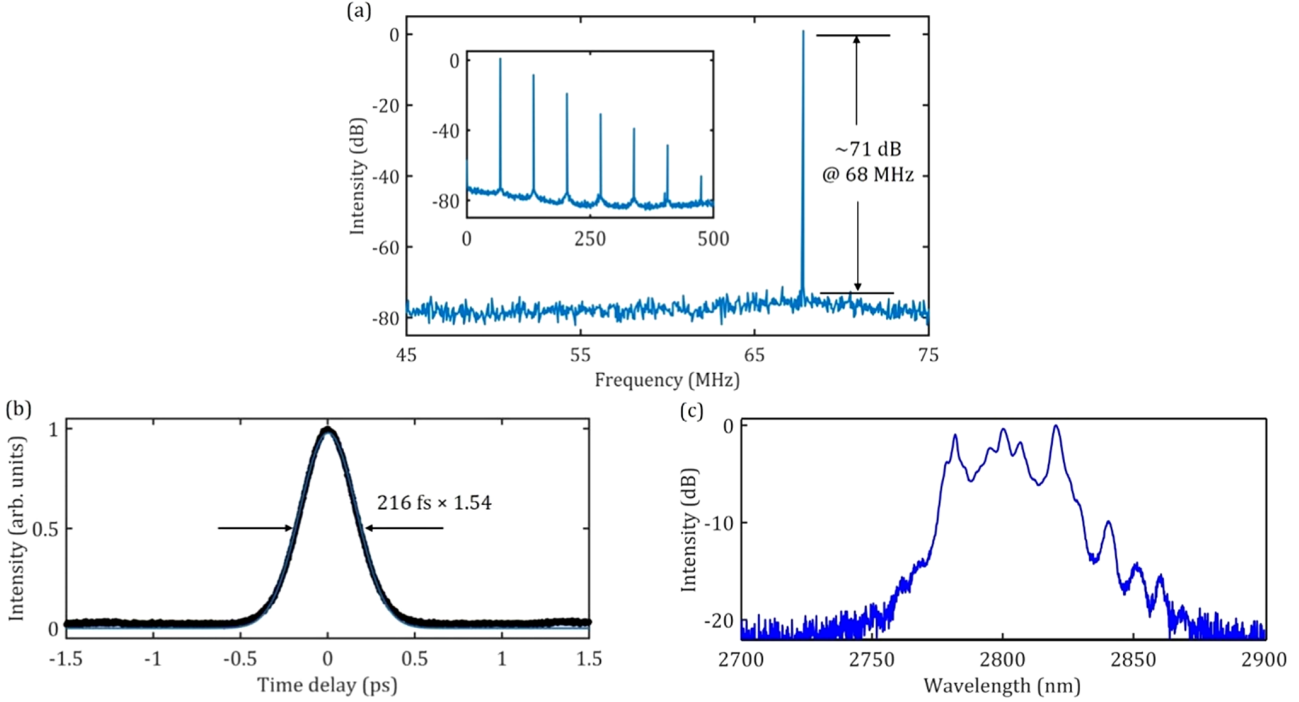 (a)
Intensity (dB)
0
-20
-40
-60
-80
45
55
65
75
Frequency (MHz)
0
-40
-80
0
250
500
~71 dB
@ 68 MHz
(b)
Intensity (arb. units)
1
0.5
0
-1.5
-1
-0.5
0
0.5
1
1.5
Time delay (ps)
216 fs × 1.54
(c)
Intensity (dB)
0
-10
-20
2700
2750
2800
2850
2900
Wavelength (nm)